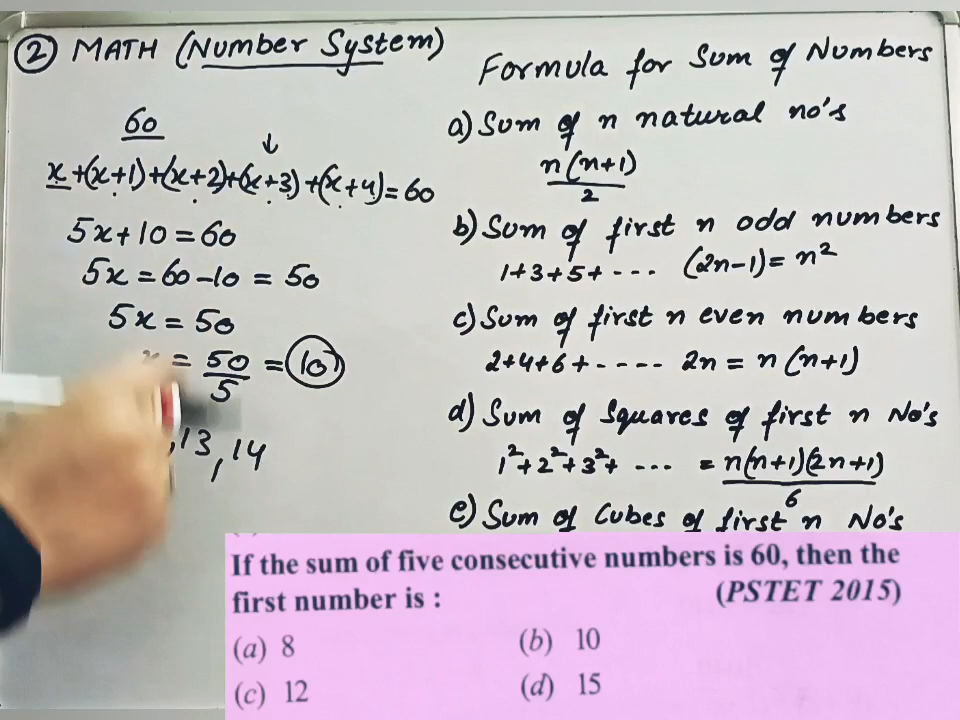 ② MATH (Number System)
60
↓
x+(x+1)+(x+2)+(x+3)+(x+4)=60
5x+10=60
5x=60-10=50
5x=50
= 50/5 = 10
,13,14
Formula for Sum of Numbers
a) Sum of n natural no's
n(n+1)/2
b) Sum of first n odd numbers
1+3+5+---- (2n-1)=n²
c) Sum of first n even numbers
2+4+6+----- 2n = n(n+1)
d) Sum of Squares of first n No's
1²+2²+3²+ --- = n(n+1)(2n+1)/6
e) Sum of Cubes of first n No's
If the sum of five consecutive numbers is 60, then the
first number is : (PSTET 2015)
(a) 8 (b) 10
(c) 12 (d) 15